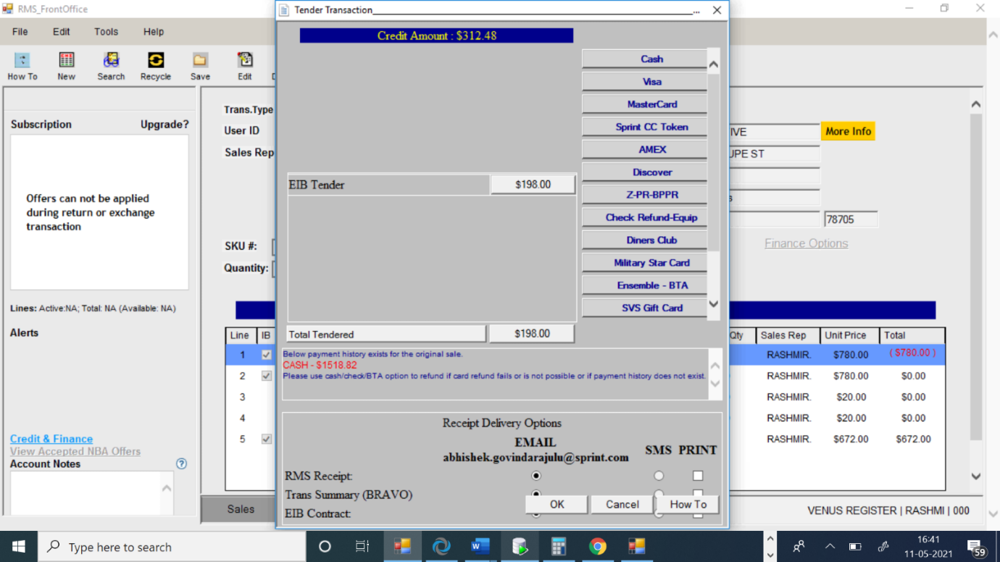 RMS_FrontOffice
Tender Transaction ...
File Edit Tools Help
How To New Search Recycle Save Edit
Credit Amount : $312.48
Cash
Visa
MasterCard
Sprint CC Token
AMEX
Discover
Z-PR-BPPR
Check Refund-Equip
Diners Club
Military Star Card
Ensemble - BTA
SVS Gift Card
EIB Tender $198.00
Total Tendered $198.00
Below payment history exists for the original sale.
CASH - $1518.82
Please use cash/check/BTA option to refund if card refund fails or is not possible or if payment history does not exist.
Receipt Delivery Options
EMAIL
abhishek.govindarajulu@sprint.com
SMS PRINT
RMS Receipt:
Trans Summary (BRAVO)
EIB Contract:
OK Cancel How To
Subscription Upgrade?
Offers can not be applied
during return or exchange
transaction
Lines: Active:NA; Total: NA (Available: NA)
Alerts
Credit & Finance
View Accepted NBA Offers
Account Notes
?
Trans.Type
User ID
Sales Rep
SKU #:
Quantity:
IVE
UPE ST
s
78705
More Info
Finance Options
Line IB Qty Sales Rep Unit Price Total
1 RASHMIR. $780.00 ( $780.00 )
2 RASHMIR. $780.00 $0.00
3 RASHMIR. $20.00 $0.00
4 RASHMIR. $20.00 $0.00
5 RASHMIR. $672.00 $672.00
Sales
VENUS REGISTER | RASHMI | 000
Type here to search
16:41
11-05-2021
59